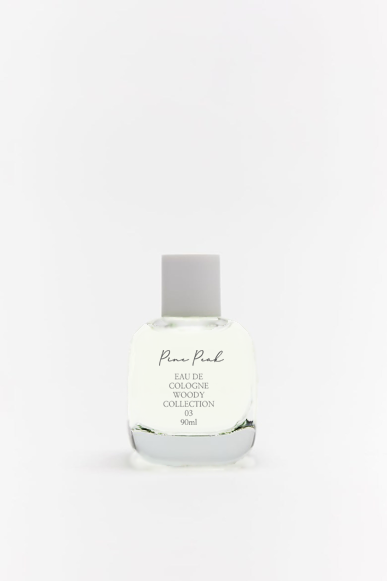 Pine Peak
EAU DE
COLOGNE
WOODY
COLLECTION
03
90ml